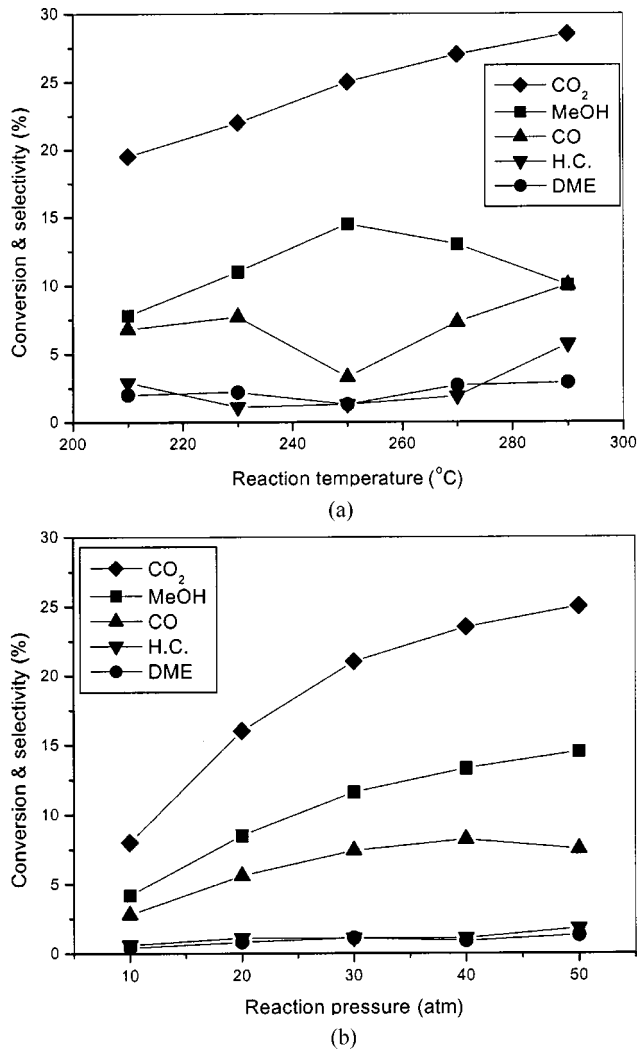 30
25
20
15
10
5
0
Conversion & selectivity (%)
CO2
MeOH
CO
H.C.
DME
200 220 240 260 280 300
Reaction temperature (°C)
(a)
30
25
20
15
10
5
0
Conversion & selectivity (%)
CO2
MeOH
CO
H.C.
DME
10 20 30 40 50
Reaction pressure (atm)
(b)